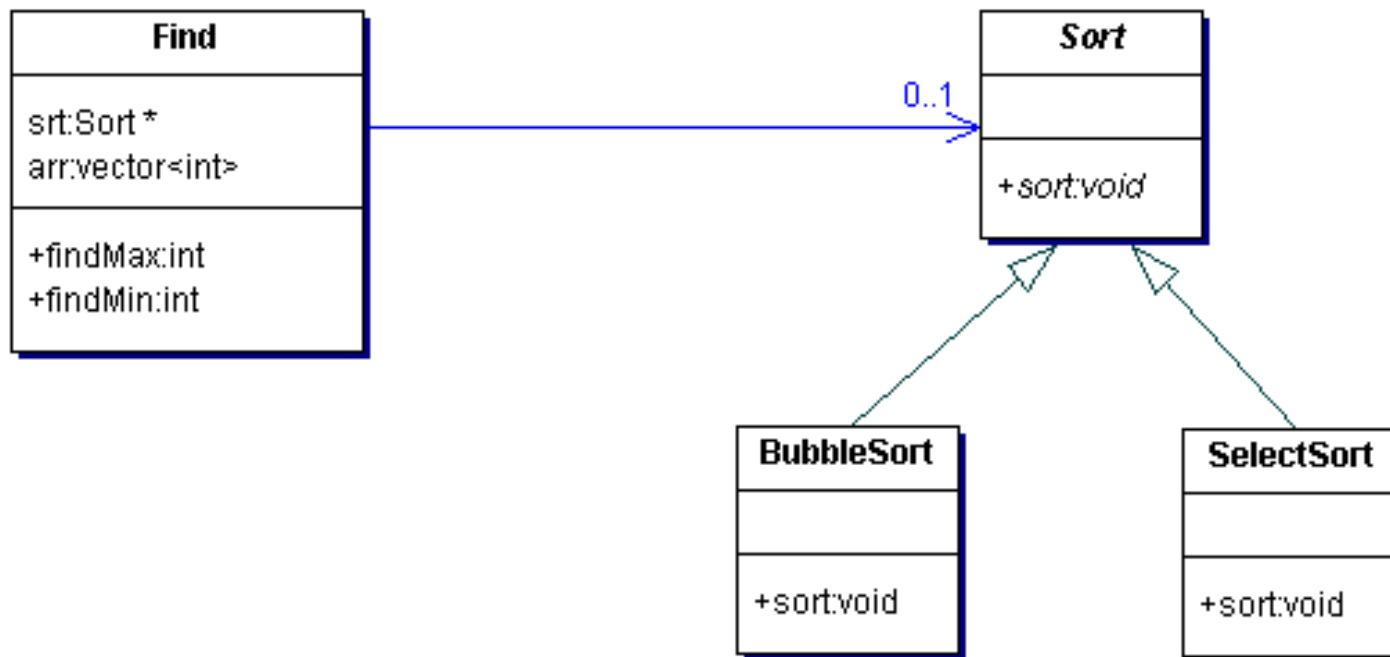 Find
srt:Sort *
arr:vector<int>
+findMax:int
+findMin:int
0..1
Sort
+sort:void
BubbleSort
+sort:void
SelectSort
+sort:void